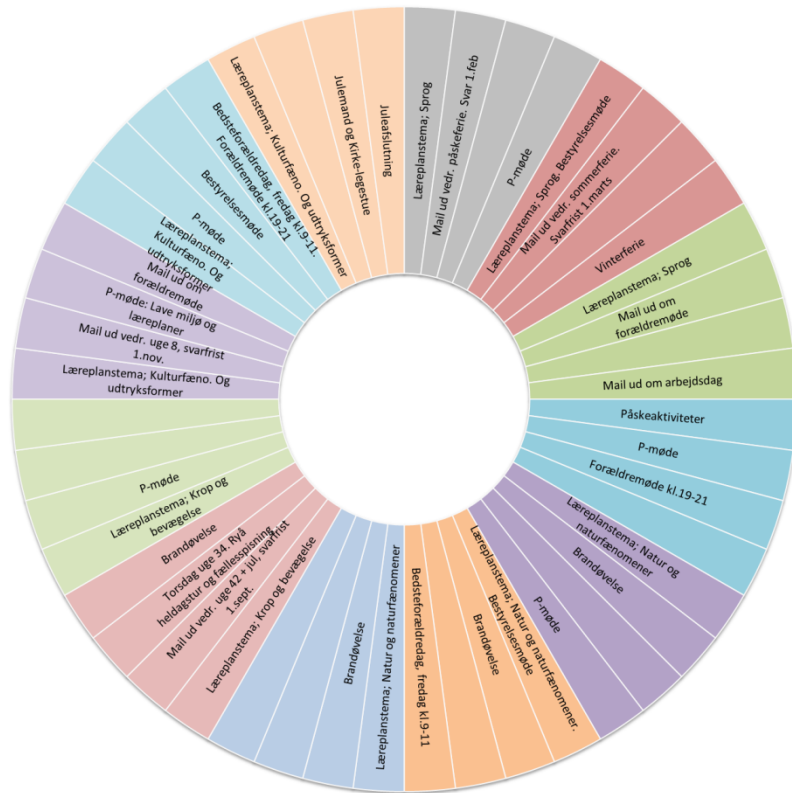 Læreplanstema; Sprog
Mail ud vedr. påskeferie. Svar 1.feb
P-møde
Læreplanstema; Sprog. Bestyrelsesmøde
Mail ud vedr. sommerferie.
Svarfrist 1.marts
Vinterferie
Læreplanstema; Sprog
Mail ud om
forældremøde
Mail ud om arbejdsdag
Påskeaktiviteter
P-møde
Forældremøde kl.19-21
Læreplanstema; Natur og
naturfænomener
Brandøvelse
P-møde
Læreplanstema; Natur og naturfænomener.
Bestyrelsesmøde
Brandøvelse
Bedsteforældredag, fredag kl.9-11
Læreplanstema; Natur og naturfænomener
Brandøvelse
Læreplanstema; Krop og bevægelse
Mail ud vedr. uge 42 + jul, svarfrist
1.sept.
Torsdag uge 34. Ryå
heldagstur og fællesspisning
Brandøvelse
Læreplanstema; Krop og
bevægelse
P-møde
Læreplanstema; Kulturfæno. Og
udtryksformer
Mail ud vedr. uge 8, svarfrist
1.nov.
P-møde: Lave miljø og
læreplaner
Mail ud om
forældremøde
Læreplanstema;
Kulturfæno. Og
udtryksformer
P-møde
Bestyrelsesmøde
Bedsteforældredag, fredag kl.9-11.
Forældremøde kl.19-21
Læreplanstema; Kulturfæno. Og udtryksformer
Julemand og Kirke-legestue
Juleafslutning